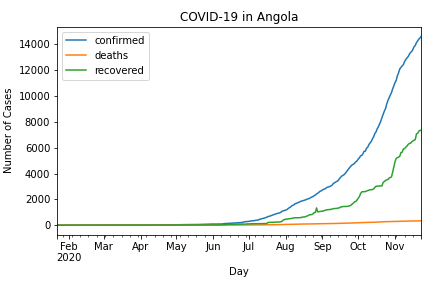 COVID-19 in Angola
confirmed
deaths
recovered
14000
12000
10000
8000
6000
4000
2000
0
Number of Cases
Feb Mar Apr May Jun Jul Aug Sep Oct Nov
2020
Day